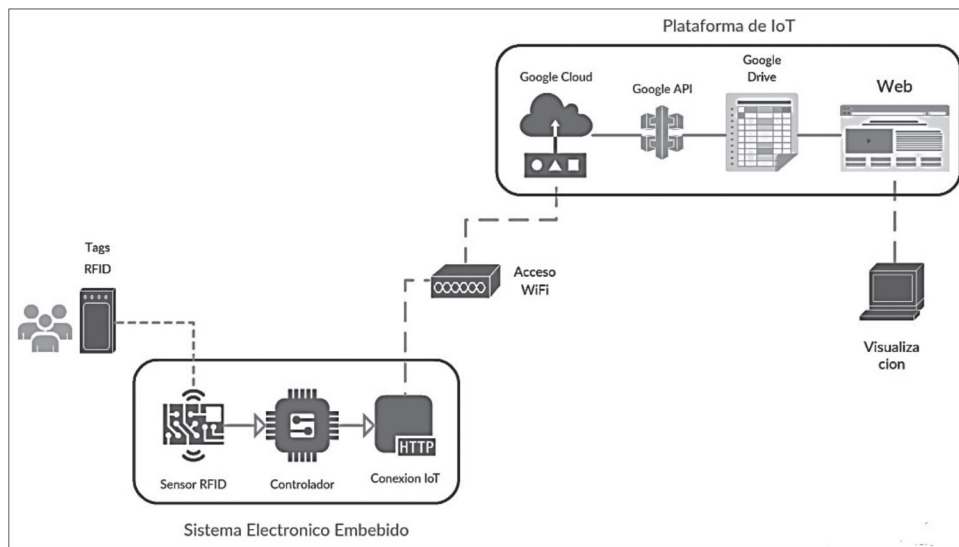 Plataforma de IoT
Google Cloud
Google API
Google
Drive
Web
Tags
RFID
Acceso
WiFi
Visualiza
cion
HTTP
Sensor RFID
Controlador
Conexion IoT
Sistema Electronico Embebido